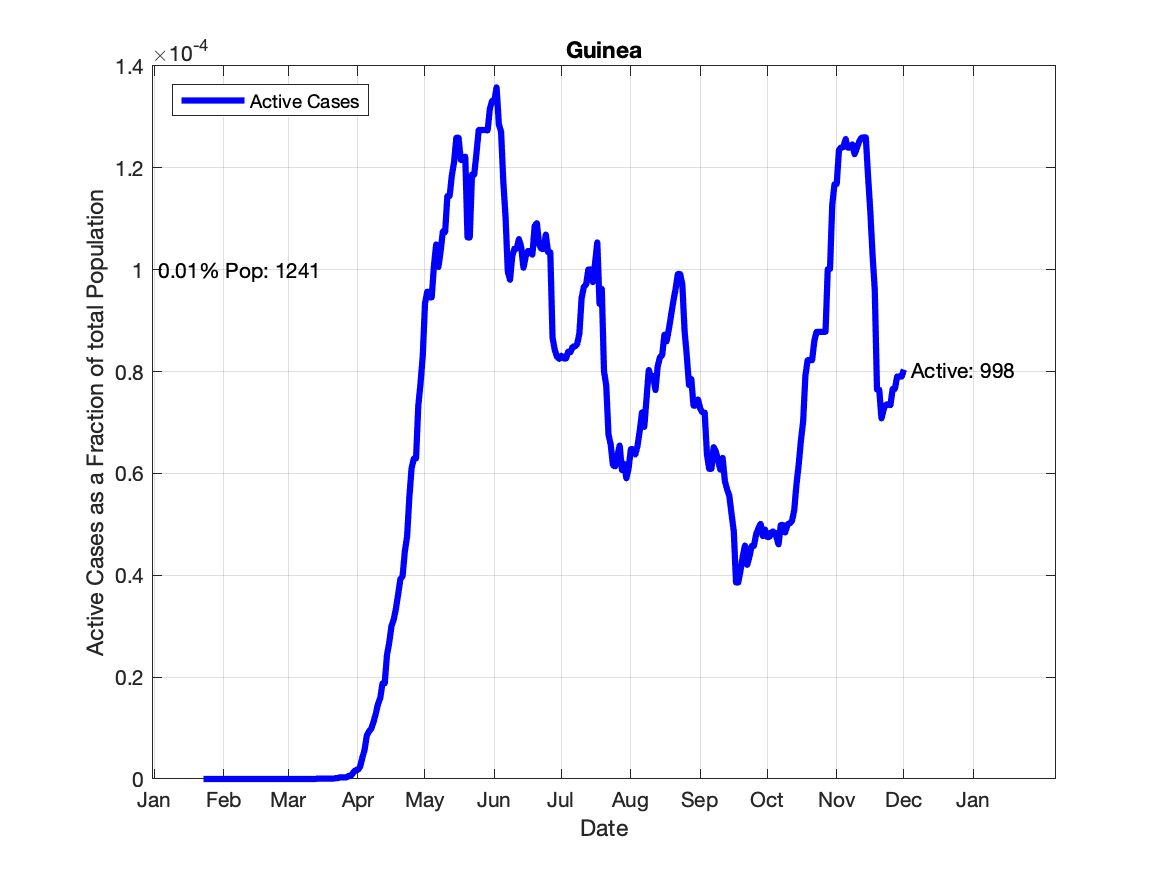 Guinea
×10-4
1.4
1.2
1
0.8
0.6
0.4
0.2
0
Active Cases
0.01% Pop: 1241
Active: 998
Active Cases as a Fraction of total Population
Jan Feb Mar Apr May Jun Jul Aug Sep Oct Nov Dec Jan
Date